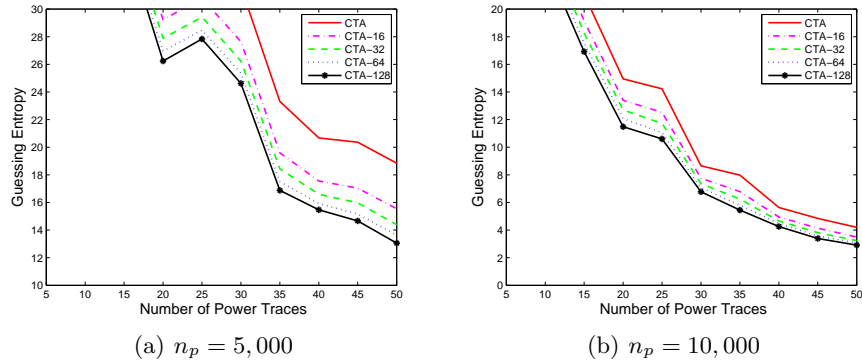 30
28
26
24
22
20
18
16
14
12
10
Guessing Entropy
5 10 15 20 25 30 35 40 45 50
Number of Power Traces
CTA
CTA-16
CTA-32
CTA-64
CTA-128
(a) n_p = 5, 000
20
18
16
14
12
10
8
6
4
2
0
Guessing Entropy
5 10 15 20 25 30 35 40 45 50
Number of Power Traces
CTA
CTA-16
CTA-32
CTA-64
CTA-128
(b) n_p = 10, 000